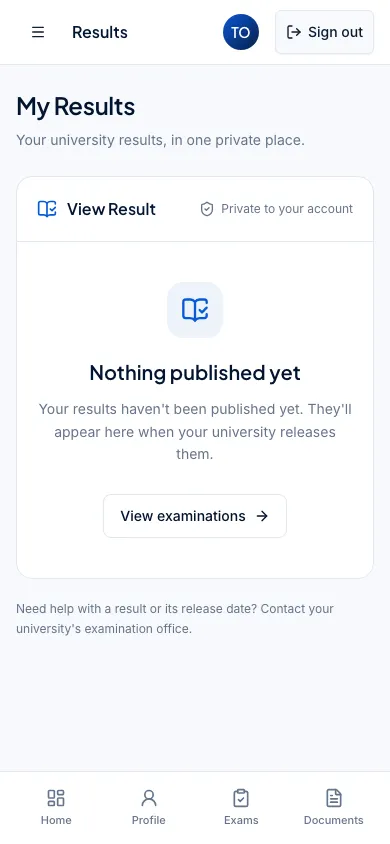 Results
TO
Sign out
My Results
Your university results, in one private place.
View Result
Private to your account
Nothing published yet
Your results haven't been published yet. They'll
appear here when your university releases
them.
View examinations
Need help with a result or its release date? Contact your
university's examination office.
Home
Profile
Exams
Documents